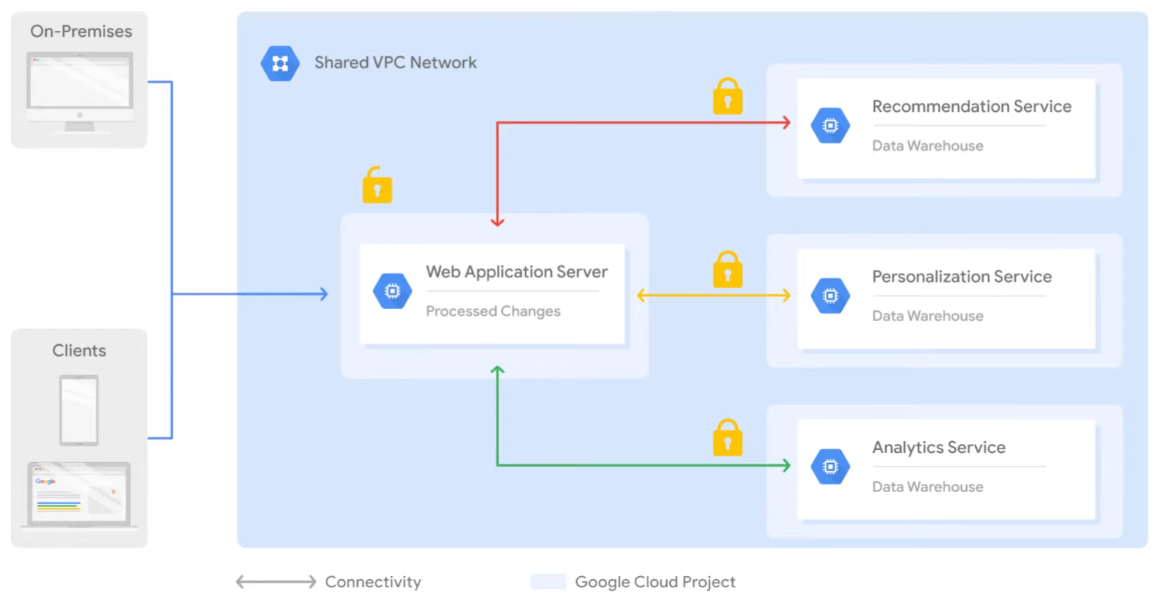 On-Premises
Shared VPC Network
Recommendation Service
Data Warehouse
Web Application Server
Processed Changes
Personalization Service
Data Warehouse
Clients
Google
Analytics Service
Data Warehouse
Connectivity
Google Cloud Project